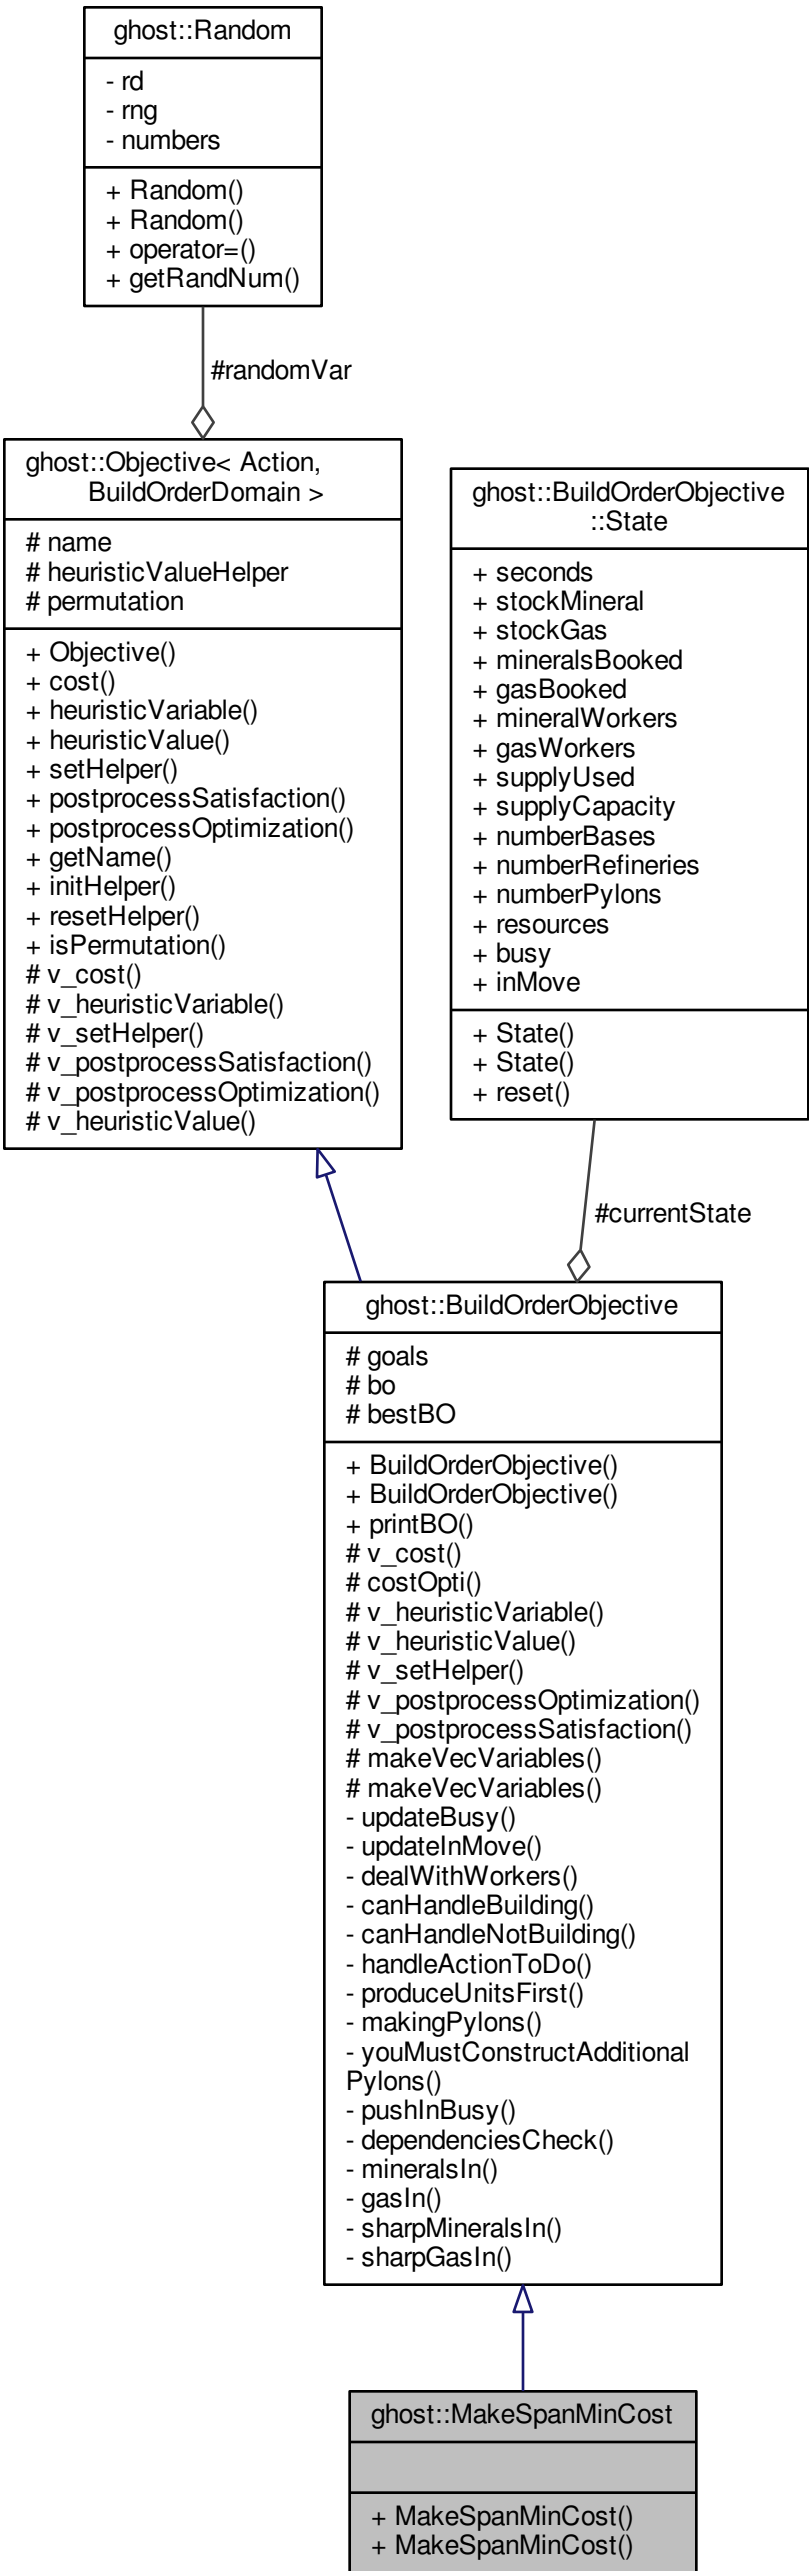 ghost::Random
- rd
- rng
- numbers
+ Random()
+ Random()
+ operator=()
+ getRandNum()
#randomVar
ghost::Objective< Action,
BuildOrderDomain >
# name
# heuristicValueHelper
# permutation
+ Objective()
+ cost()
+ heuristicVariable()
+ heuristicValue()
+ setHelper()
+ postprocessSatisfaction()
+ postprocessOptimization()
+ getName()
+ initHelper()
+ resetHelper()
+ isPermutation()
# v_cost()
# v_heuristicVariable()
# v_setHelper()
# v_postprocessSatisfaction()
# v_postprocessOptimization()
# v_heuristicValue()
ghost::BuildOrderObjective
::State
+ seconds
+ stockMineral
+ stockGas
+ mineralsBooked
+ gasBooked
+ mineralWorkers
+ gasWorkers
+ supplyUsed
+ supplyCapacity
+ numberBases
+ numberRefineries
+ numberPylons
+ resources
+ busy
+ inMove
+ State()
+ State()
+ reset()
#currentState
ghost::BuildOrderObjective
# goals
# bo
# bestBO
+ BuildOrderObjective()
+ BuildOrderObjective()
+ printBO()
# v_cost()
# costOpti()
# v_heuristicVariable()
# v_heuristicValue()
# v_setHelper()
# v_postprocessOptimization()
# v_postprocessSatisfaction()
# makeVecVariables()
# makeVecVariables()
- updateBusy()
- updateInMove()
- dealWithWorkers()
- canHandleBuilding()
- canHandleNotBuilding()
- handleActionToDo()
- produceUnitsFirst()
- makingPylons()
- youMustConstructAdditional
Pylons()
- pushInBusy()
- dependenciesCheck()
- mineralsIn()
- gasIn()
- sharpMineralsIn()
- sharpGasIn()
ghost::MakeSpanMinCost
+ MakeSpanMinCost()
+ MakeSpanMinCost()